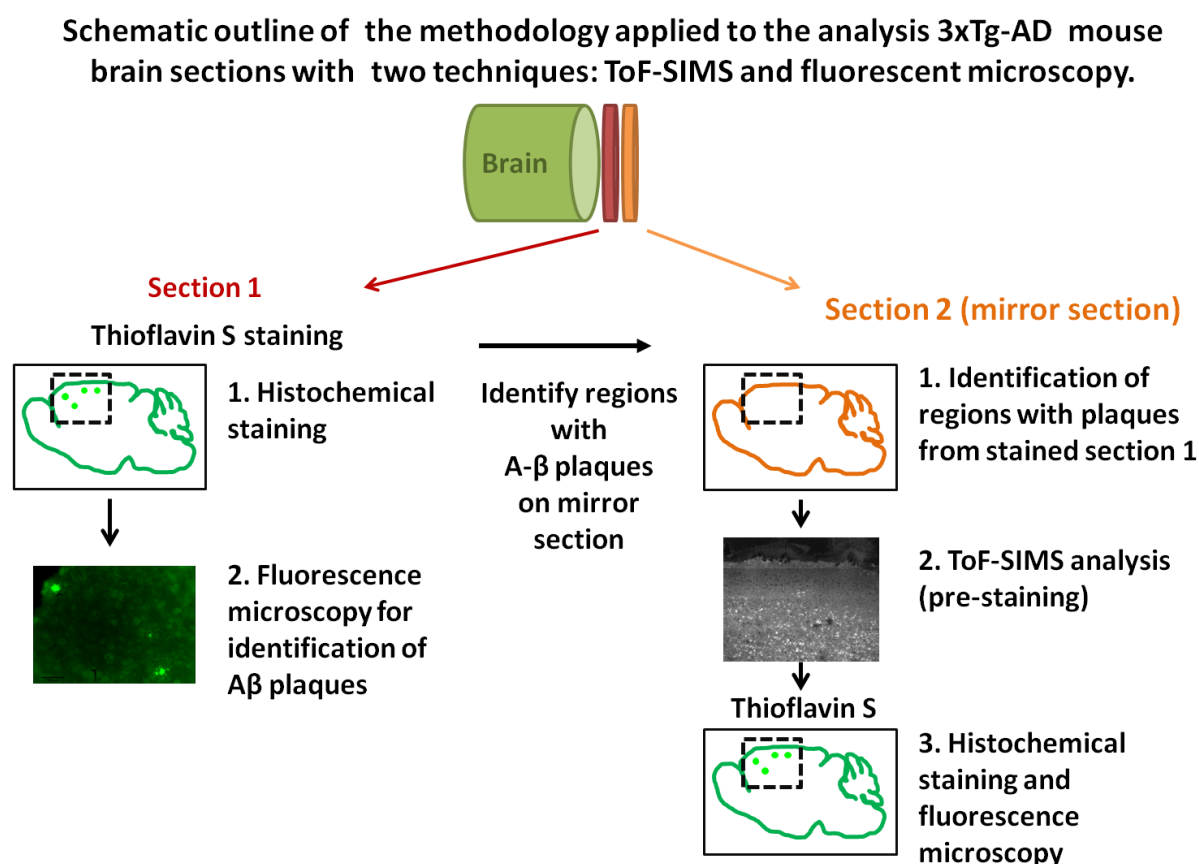 Schematic outline of the methodology applied to the analysis 3xTg-AD mouse
brain sections with two techniques: ToF-SIMS and fluorescent microscopy.
Brain
Section 1
Thioflavin S staining
1. Histochemical
staining
2. Fluorescence
microscopy for
identification of
Aβ plaques
Identify regions
with
A-β plaques
on mirror
section
Section 2 (mirror section)
1. Identification of
regions with plaques
from stained section 1
2. ToF-SIMS analysis
(pre-staining)
Thioflavin S
3. Histochemical
staining and
fluorescence
microscopy